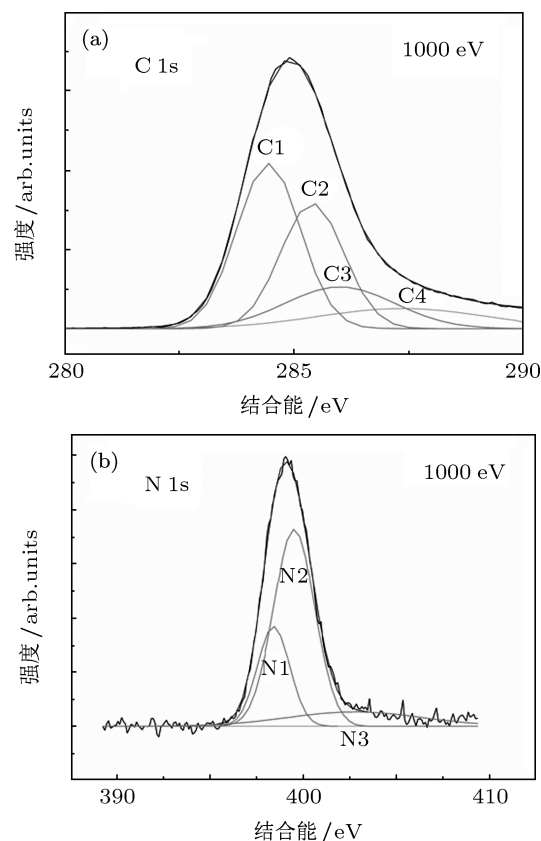 (a)
C 1s
1000 eV
C1
C2
C3
C4
强度/arb.units
280
285
290
结合能/eV
(b)
N 1s
1000 eV
N2
N1
N3
强度/arb.units
390
400
410
结合能/eV